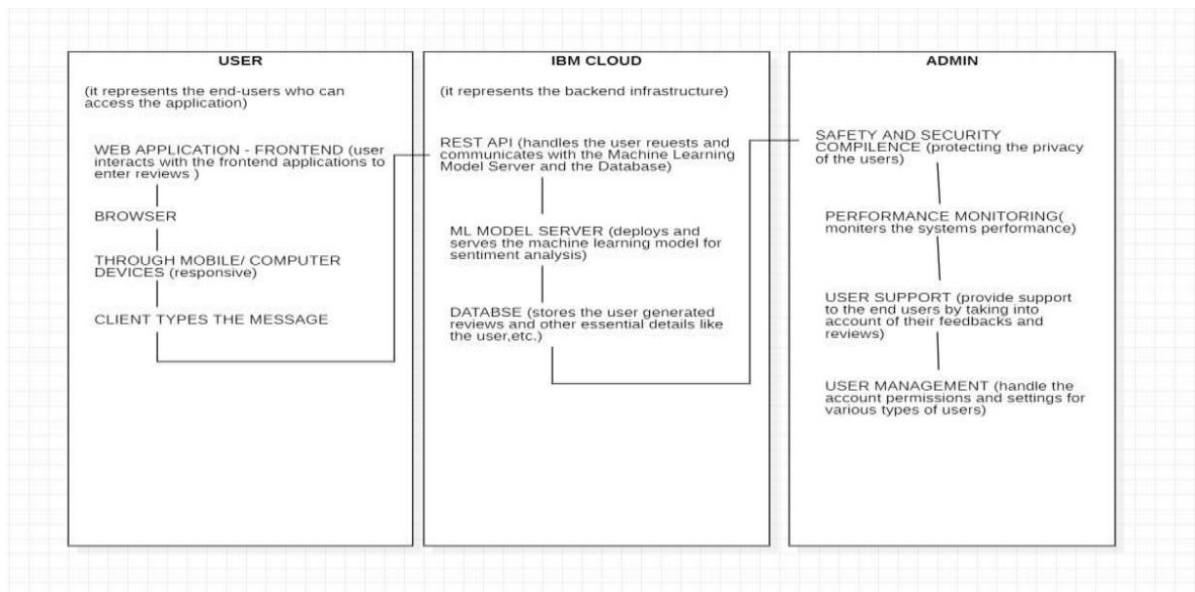 USER
(it represents the end-users who can
access the application)
WEB APPLICATION - FRONTEND (user
interacts with the frontend applications to
enter reviews )
BROWSER
THROUGH MOBILE/ COMPUTER
DEVICES (responsive)
CLIENT TYPES THE MESSAGE
IBM CLOUD
(it represents the backend infrastructure)
REST API (handles the user reuests and
communicates with the Machine Learning
Model Server and the Database)
ML MODEL SERVER (deploys and
serves the machine learning model for
sentiment analysis)
DATABSE (stores the user generated
reviews and other essential details like
the user,etc.)
ADMIN
SAFETY AND SECURITY
COMPILENCE (protecting the privacy
of the users)
PERFORMANCE MONITORING(
moniters the systems performance)
USER SUPPORT (provide support
to the end users by taking into
account of their feedbacks and
reviews)
USER MANAGEMENT (handle the
account permissions and settings for
various types of users)